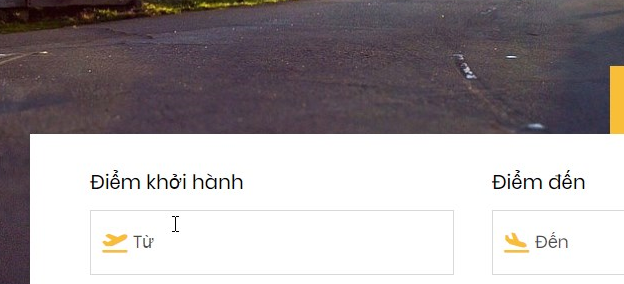 Điểm khởi hành
Điểm đến
Từ
Đến